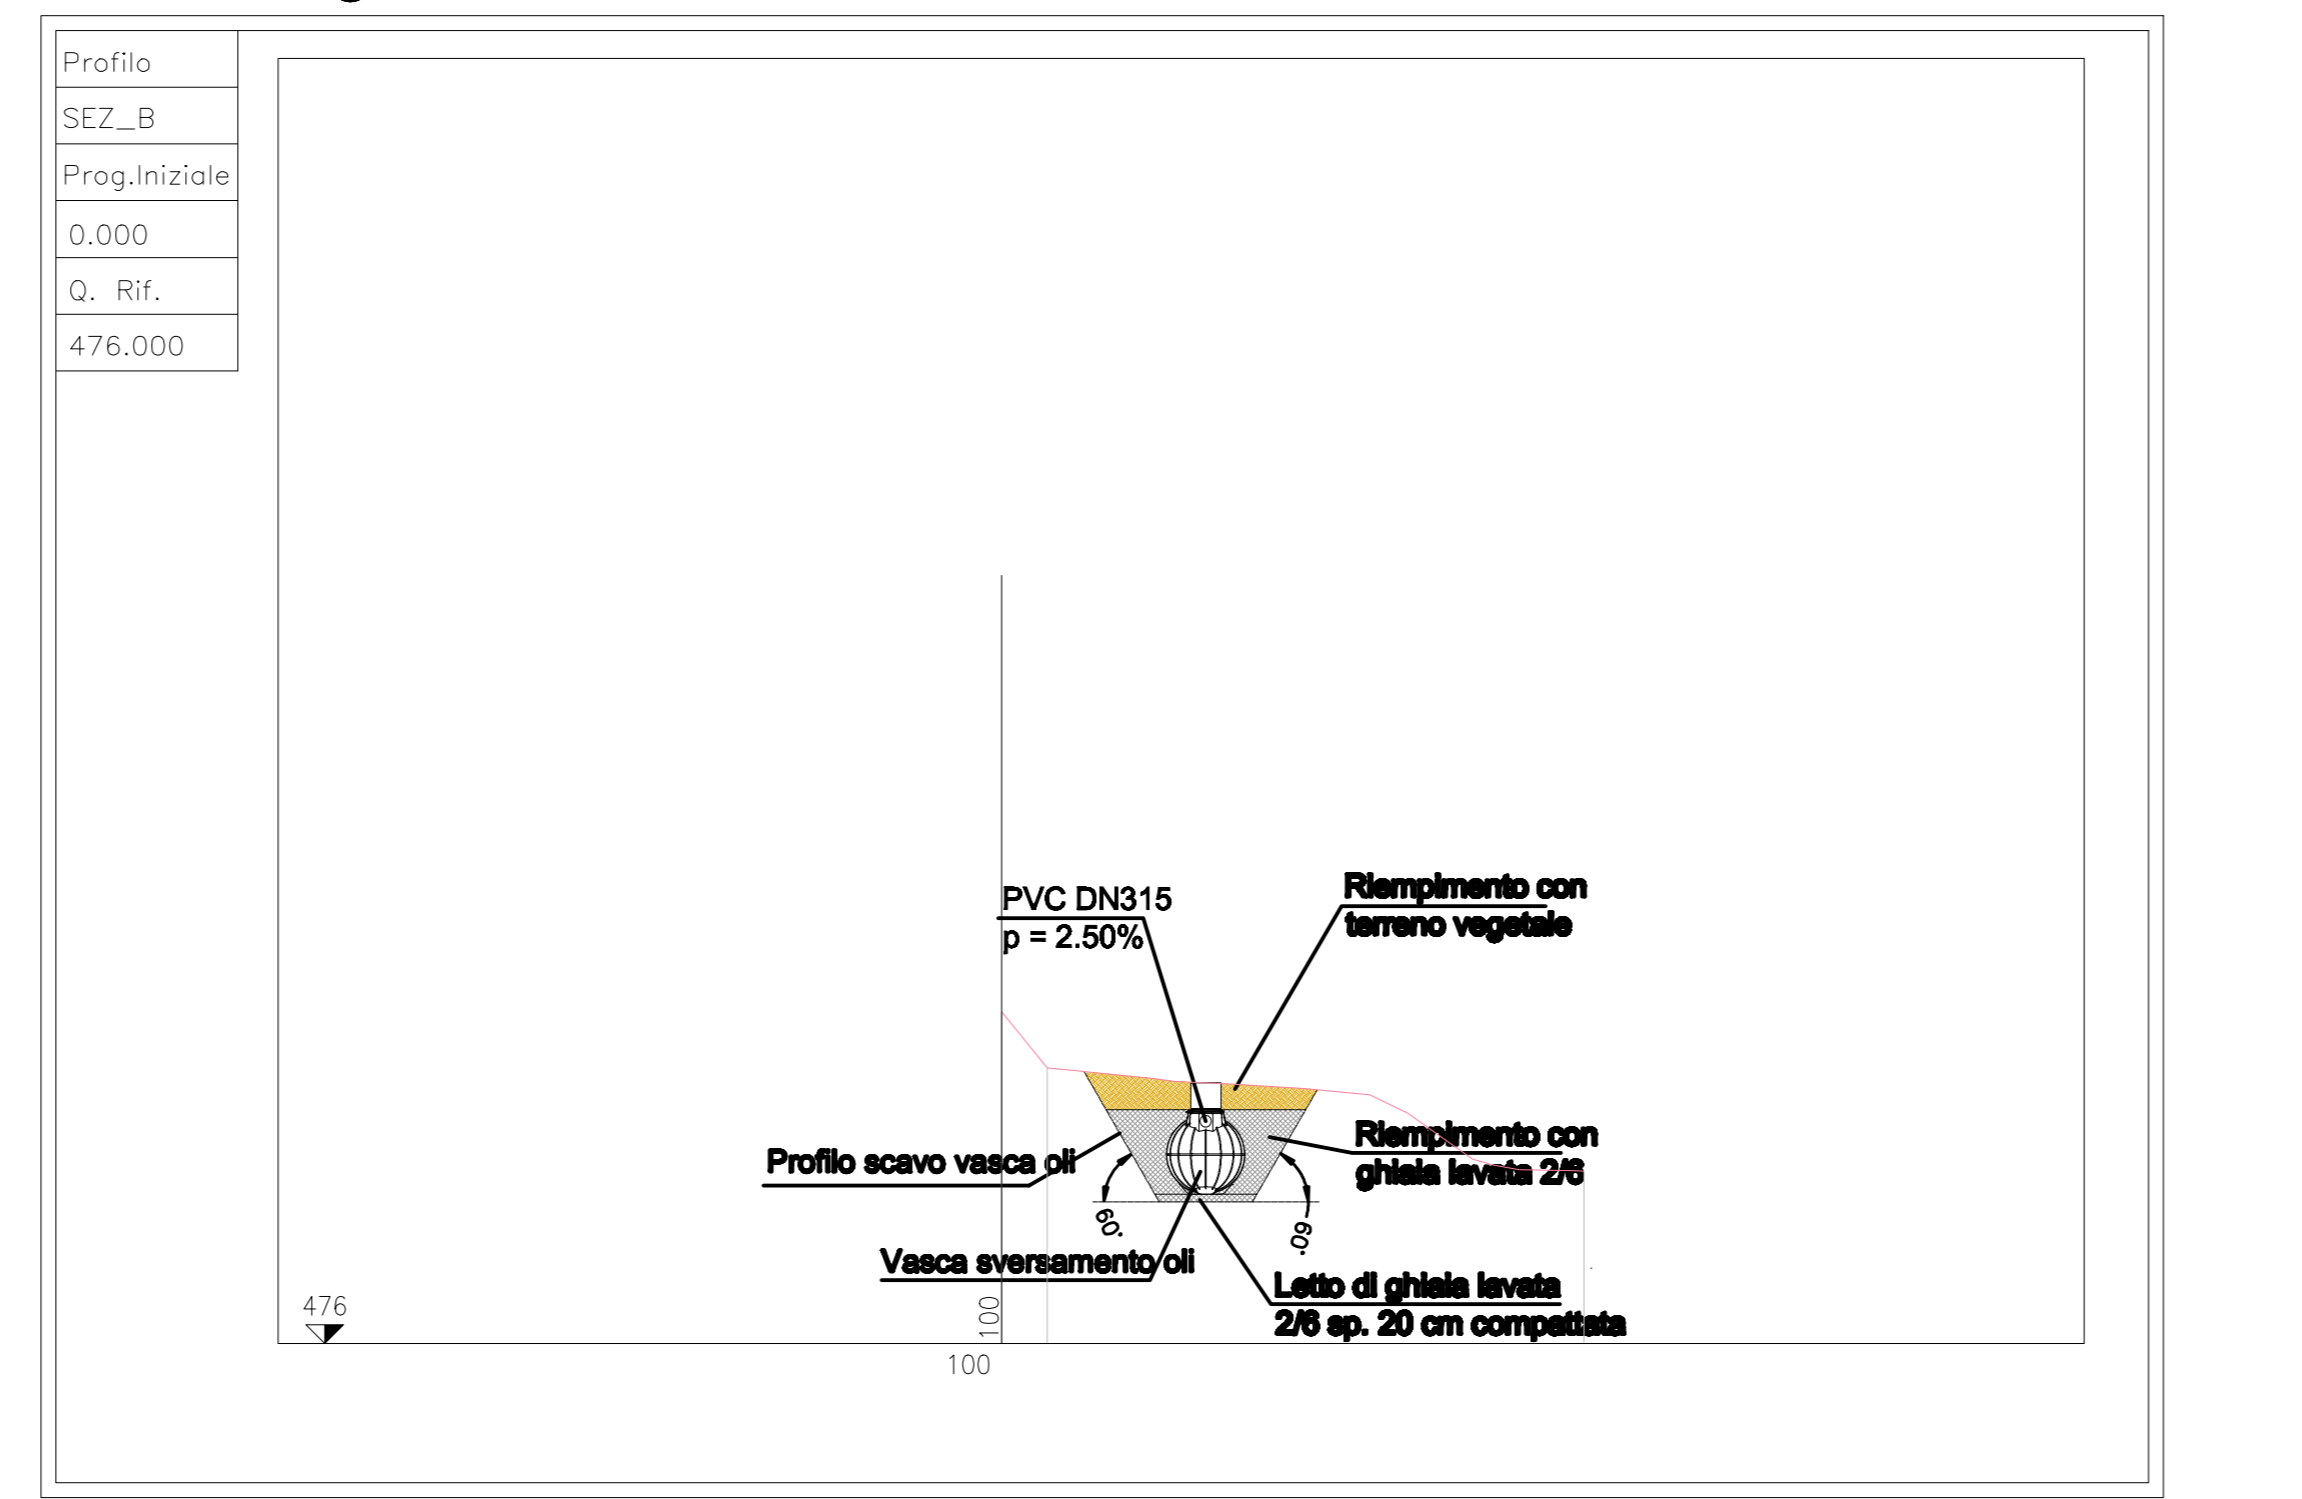 Profilo
SEZ_B
Prog.Iniziale
0.000
Q. Rif.
476.000
PVC DN315
p = 2.50%
Riempimento con
terreno vegetale
Riempimento con
ghiaia lavata 2/6
Profilo scavo vasca oli
60°
60°
Vasca sversamento oli
Letto di ghiaia lavata
2/6 sp. 20 cm compattata
476
100
100